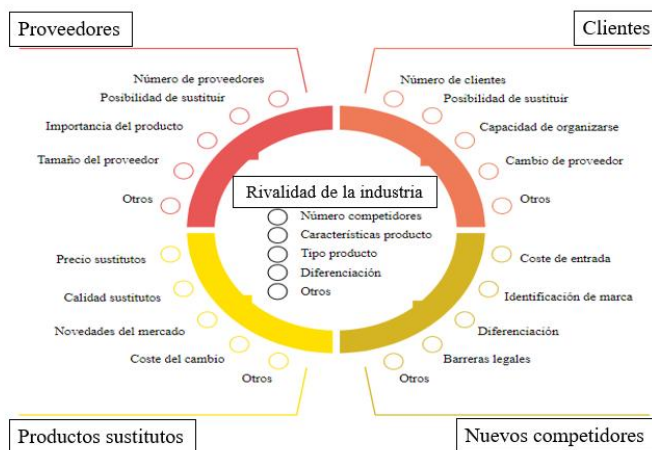 Proveedores
Clientes
Número de proveedores
Posibilidad de sustituir
Importancia del producto
Tamaño del proveedor
Otros
Número de clientes
Posibilidad de sustituir
Capacidad de organizarse
Cambio de proveedor
Otros
Rivalidad de la industria
Número competidores
Características producto
Tipo producto
Diferenciación
Otros
Precio sustitutos
Calidad sustitutos
Novedades del mercado
Coste del cambio
Otros
Coste de entrada
Identificación de marca
Diferenciación
Barreras legales
Otros
Productos sustitutos
Nuevos competidores